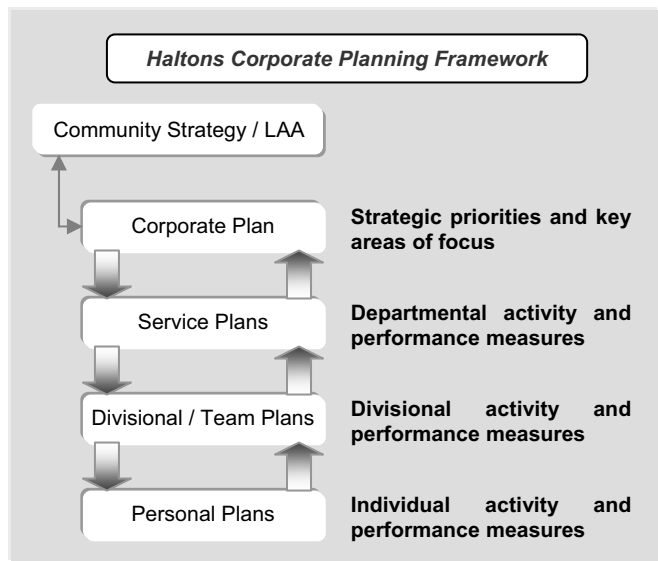 Haltons Corporate Planning Framework
Community Strategy / LAA
Corporate Plan
Strategic priorities and key
areas of focus
Service Plans
Departmental activity and
performance measures
Divisional / Team Plans
Divisional activity and
performance measures
Personal Plans
Individual activity and
performance measures